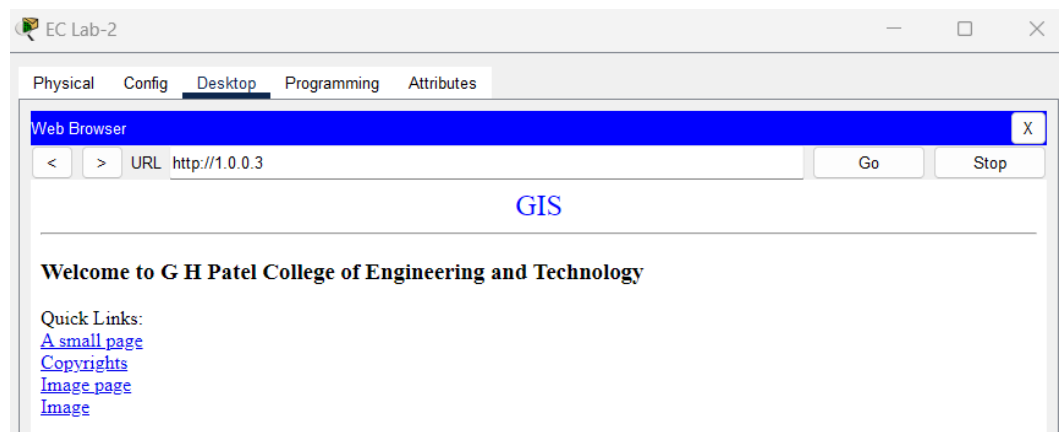 EC Lab-2
Physical Config Desktop Programming Attributes
Web Browser X
< > URL http://1.0.0.3 Go Stop
GIS
Welcome to G H Patel College of Engineering and Technology
Quick Links:
A small page
Copyrights
Image page
Image